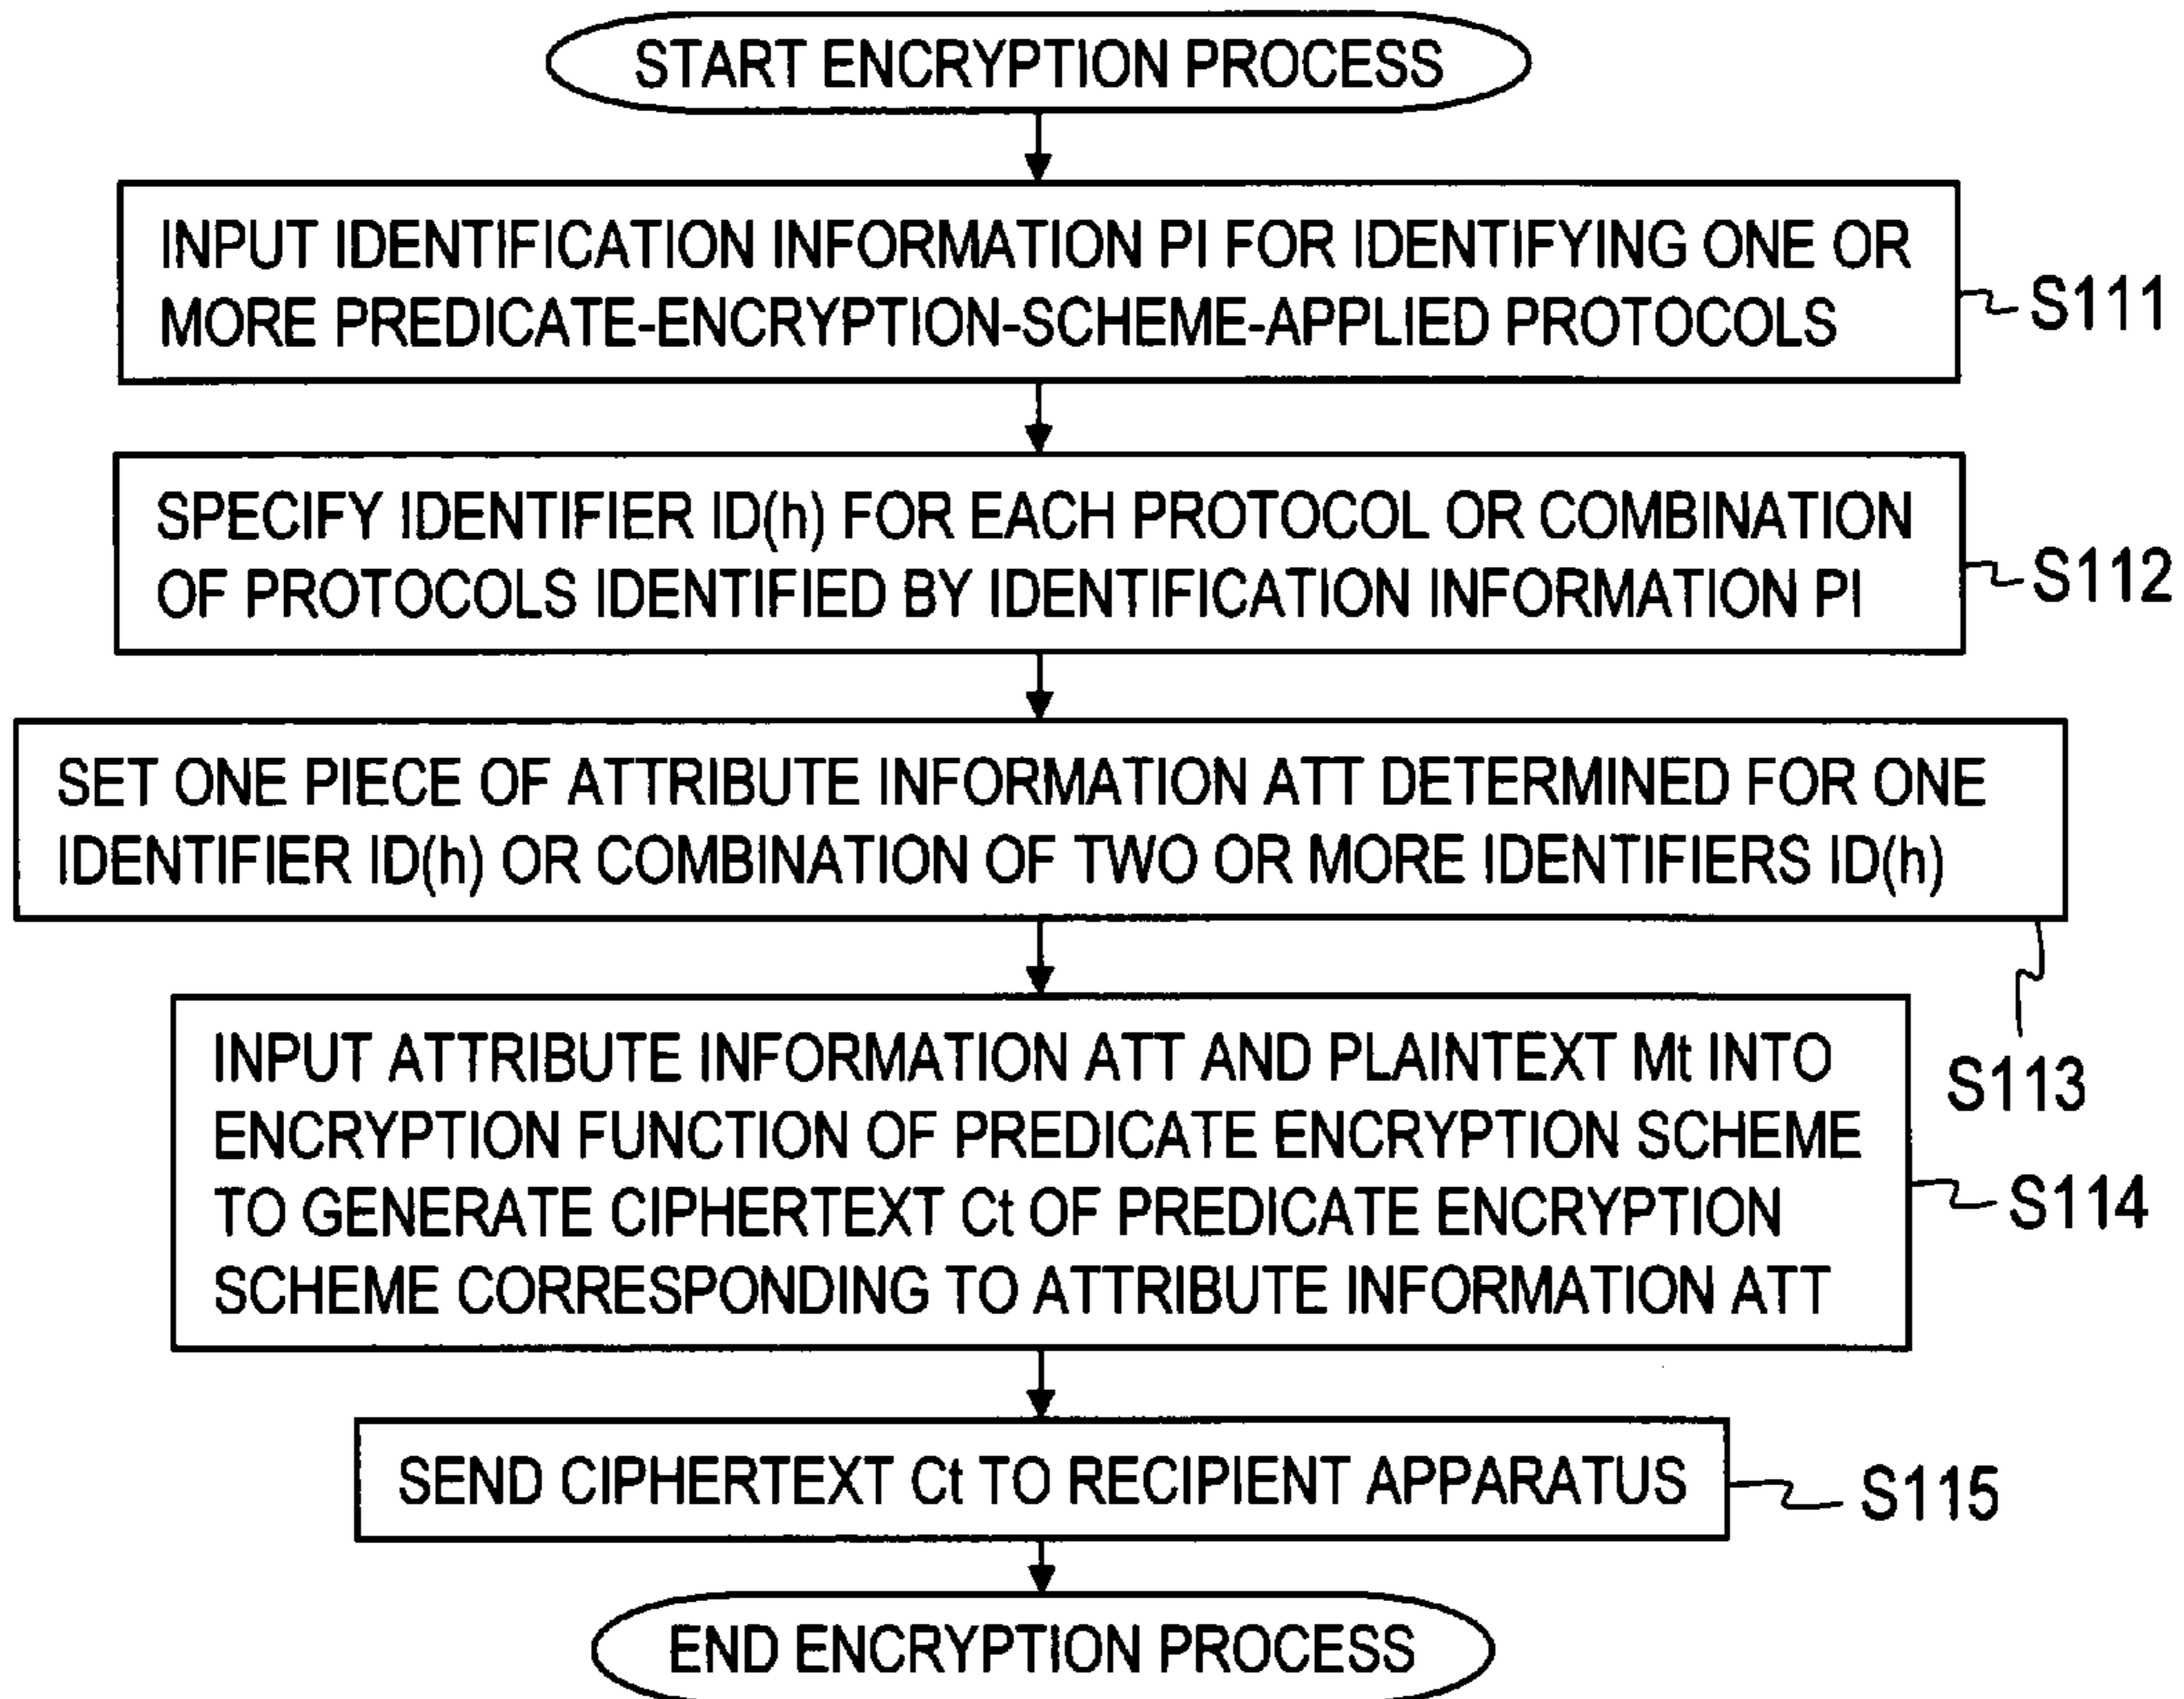 START ENCRYPTION PROCESS
INPUT IDENTIFICATION INFORMATION PI FOR IDENTIFYING ONE OR
MORE PREDICATE-ENCRYPTION-SCHEME-APPLIED PROTOCOLS
S111
SPECIFY IDENTIFIER ID(h) FOR EACH PROTOCOL OR COMBINATION
OF PROTOCOLS IDENTIFIED BY IDENTIFICATION INFORMATION PI
S112
SET ONE PIECE OF ATTRIBUTE INFORMATION ATT DETERMINED FOR ONE
IDENTIFIER ID(h) OR COMBINATION OF TWO OR MORE IDENTIFIERS ID(h)
S113
INPUT ATTRIBUTE INFORMATION ATT AND PLAINTEXT Mt INTO
ENCRYPTION FUNCTION OF PREDICATE ENCRYPTION SCHEME
TO GENERATE CIPHERTEXT Ct OF PREDICATE ENCRYPTION
SCHEME CORRESPONDING TO ATTRIBUTE INFORMATION ATT
S114
SEND CIPHERTEXT Ct TO RECIPIENT APPARATUS
S115
END ENCRYPTION PROCESS